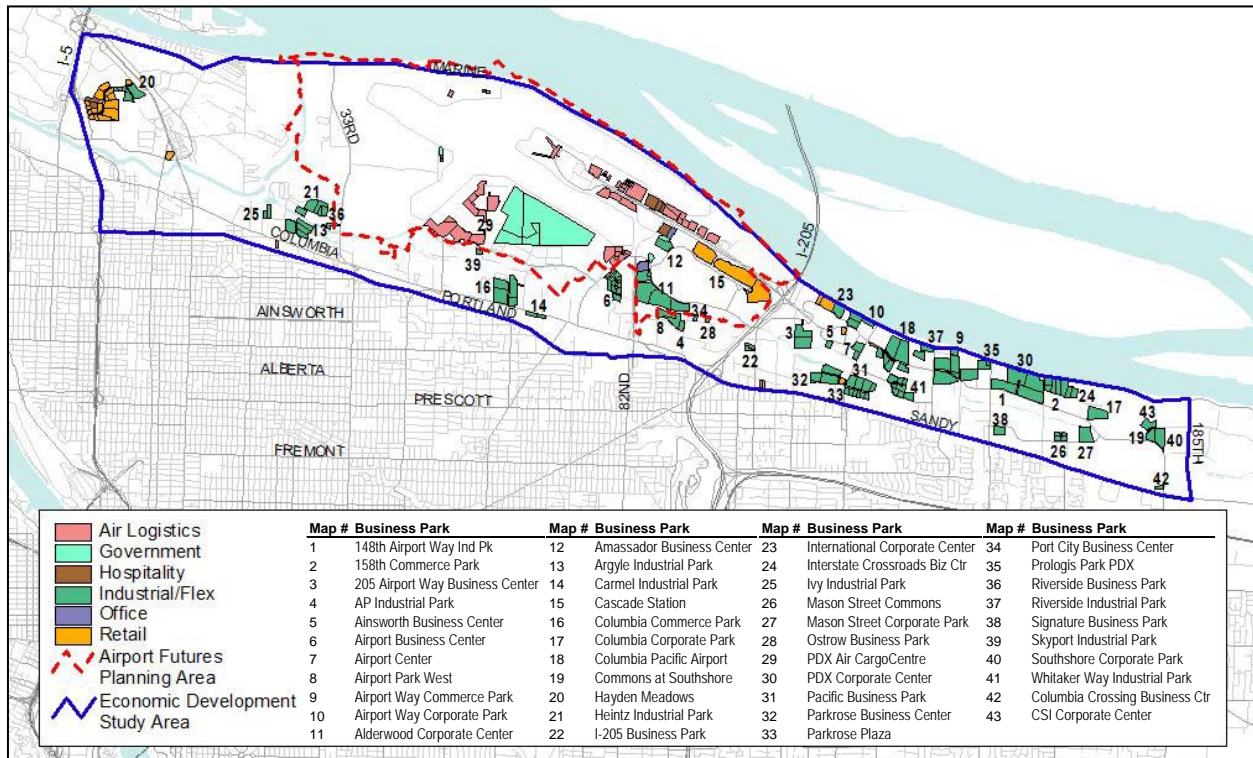 I-5
20
MARINE
33RD
21
25
36
13
COLUMBIA
29
39
12
I-205
15
16
14
6
11
34
8
28
4
PORTLAND
AINSWORTH
ALBERTA
PRESCOTT
FREMONT
82ND
23
10
3
5
7
18
37
9
35
30
22
32
31
33
41
1
2
24
17
38
26
27
43
19
40
42
SANDY
185TH
Air Logistics
Government
Hospitality
Industrial/Flex
Office
Retail
Airport Futures
Planning Area
Economic Development
Study Area
Map # Business Park Map # Business Park Map # Business Park Map # Business Park
1 148th Airport Way Ind Pk 12 Amassador Business Center 23 International Corporate Center 34 Port City Business Center
2 158th Commerce Park 13 Argyle Industrial Park 24 Interstate Crossroads Biz Ctr 35 Prologis Park PDX
3 205 Airport Way Business Center 14 Carmel Industrial Park 25 Ivy Industrial Park 36 Riverside Business Park
4 AP Industrial Park 15 Cascade Station 26 Mason Street Commons 37 Riverside Industrial Park
5 Ainsworth Business Center 16 Columbia Commerce Park 27 Mason Street Corporate Park 38 Signature Business Park
6 Airport Business Center 17 Columbia Corporate Park 28 Ostrow Business Park 39 Skyport Industrial Park
7 Airport Center 18 Columbia Pacific Airport 29 PDX Air CargoCentre 40 Southshore Corporate Park
8 Airport Park West 19 Commons at Southshore 30 PDX Corporate Center 41 Whitaker Way Industrial Park
9 Airport Way Commerce Park 20 Hayden Meadows 31 Pacific Business Park 42 Columbia Crossing Business Ctr
10 Airport Way Corporate Park 21 Heintz Industrial Park 32 Parkrose Business Center 43 CSI Corporate Center
11 Alderwood Corporate Center 22 I-205 Business Park 33 Parkrose Plaza